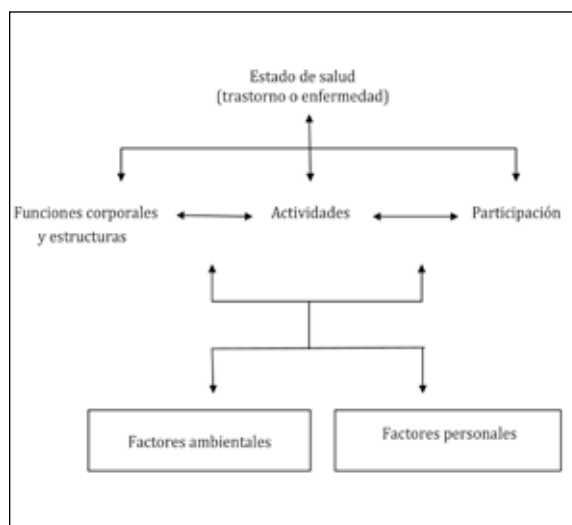 Estado de salud
(trastorno o enfermedad)
Funciones corporales
y estructuras
Actividades
Participación
Factores ambientales
Factores personales